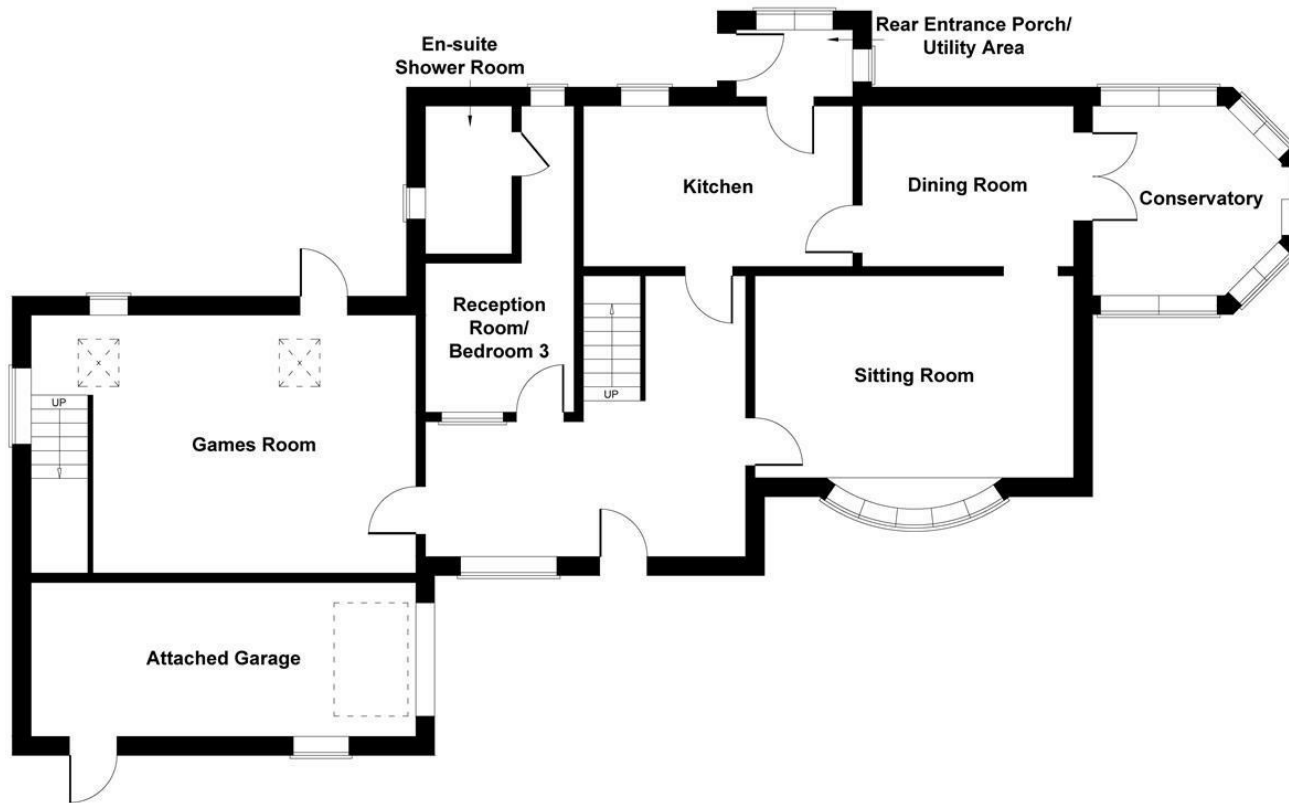 Rear Entrance Porch/
Utility Area
En-suite
Shower Room
Kitchen
Dining Room
Conservatory
Reception
Room/
Bedroom 3
UP
Sitting Room
UP
Games Room
Attached Garage